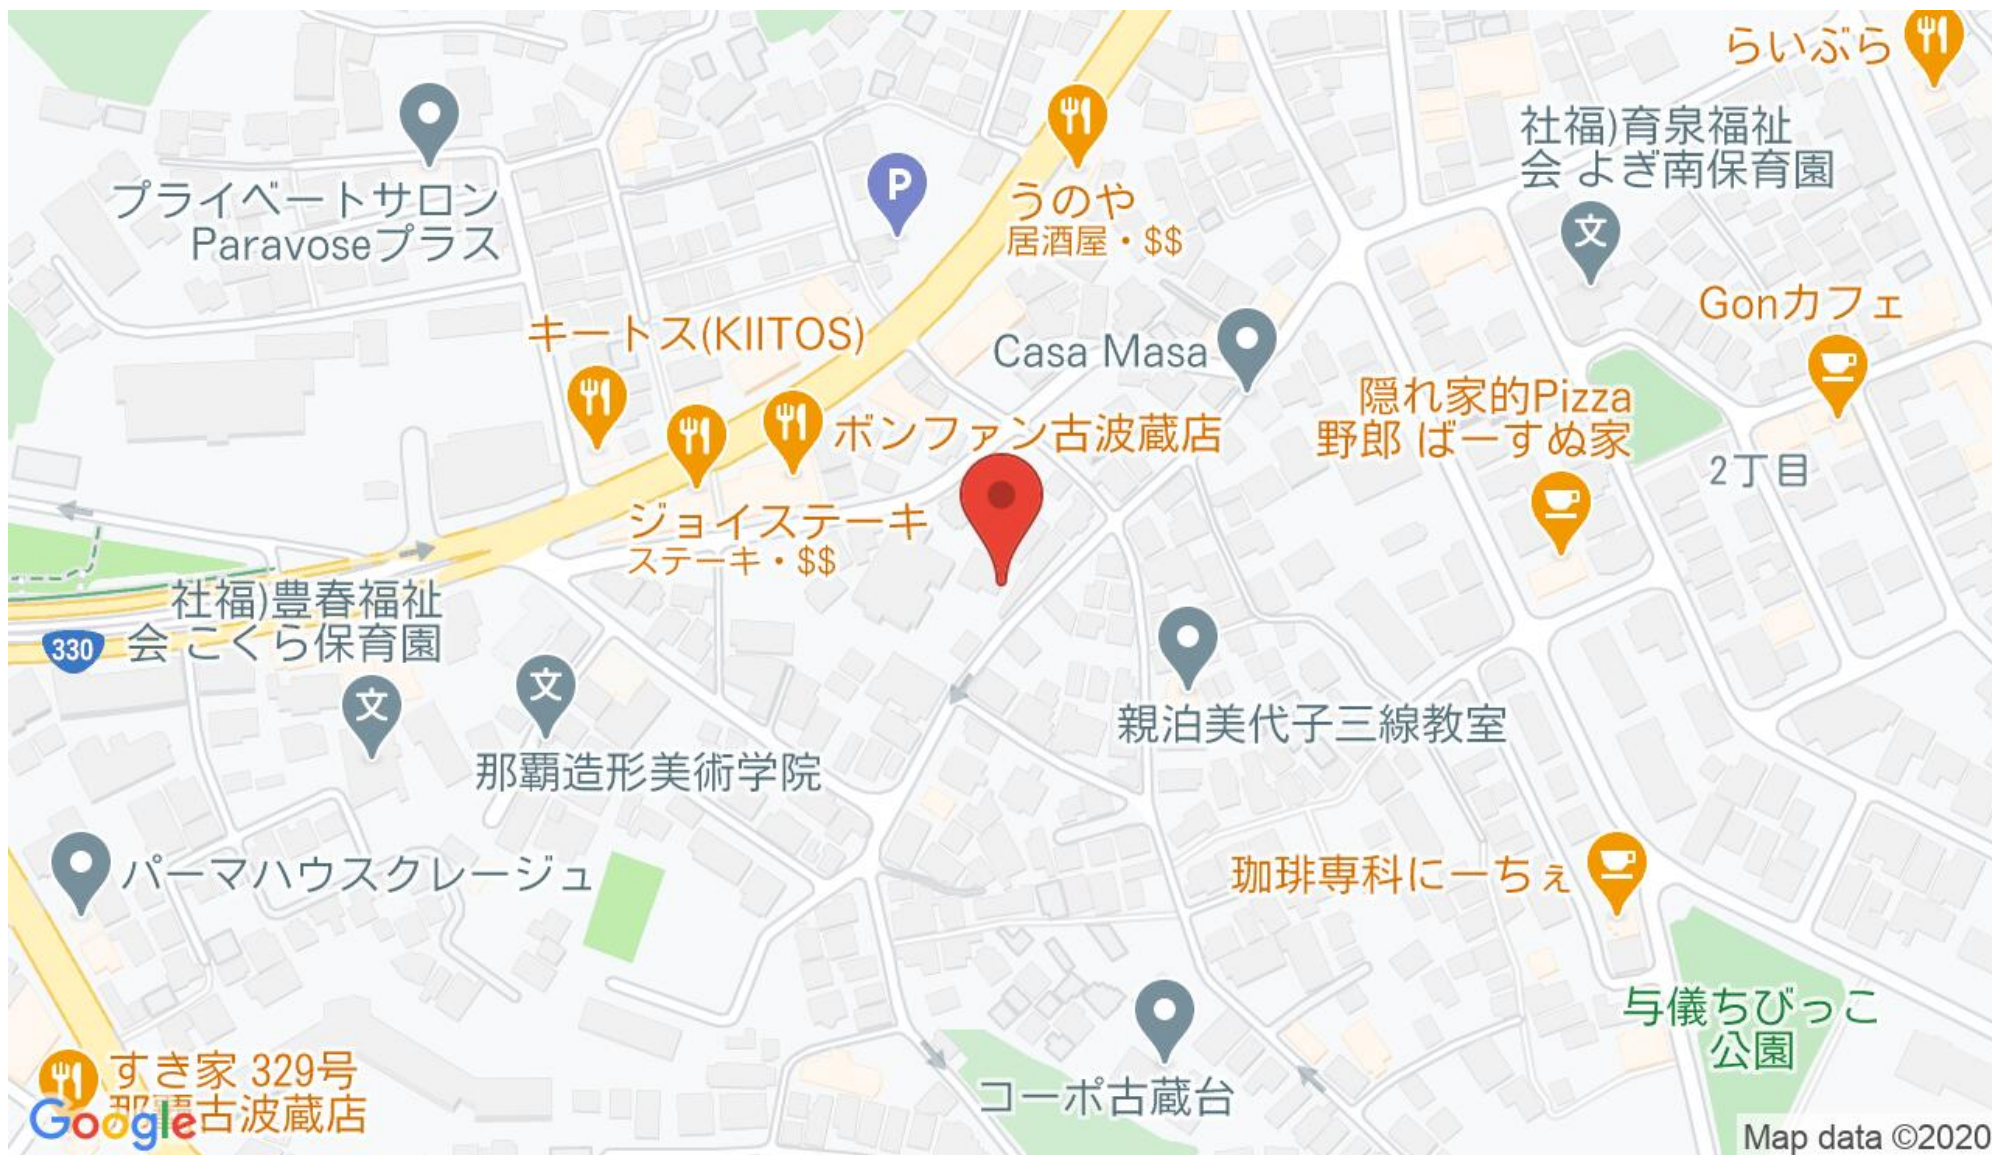 らいぶら
社福)育泉福祉
会 よぎ南保育園
プライベートサロン
Paravoseプラス
P
うのや
居酒屋・$$
文
Gonカフェ
キートス(KIITOS)
Casa Masa
隠れ家的Pizza
野郎 ばーすぬ家
ボンファン古波蔵店
2丁目
ジョイステーキ
ステーキ・$$
社福)豊春福祉
会 こくら保育園
330
文
文
那覇造形美術学院
親泊美代子三線教室
パーマハウスクレージュ
珈琲専科にーちぇ
与儀ちびっこ
公園
すき家 329号
那覇古波蔵店
コーポ古蔵台
Google
Map data ©2020